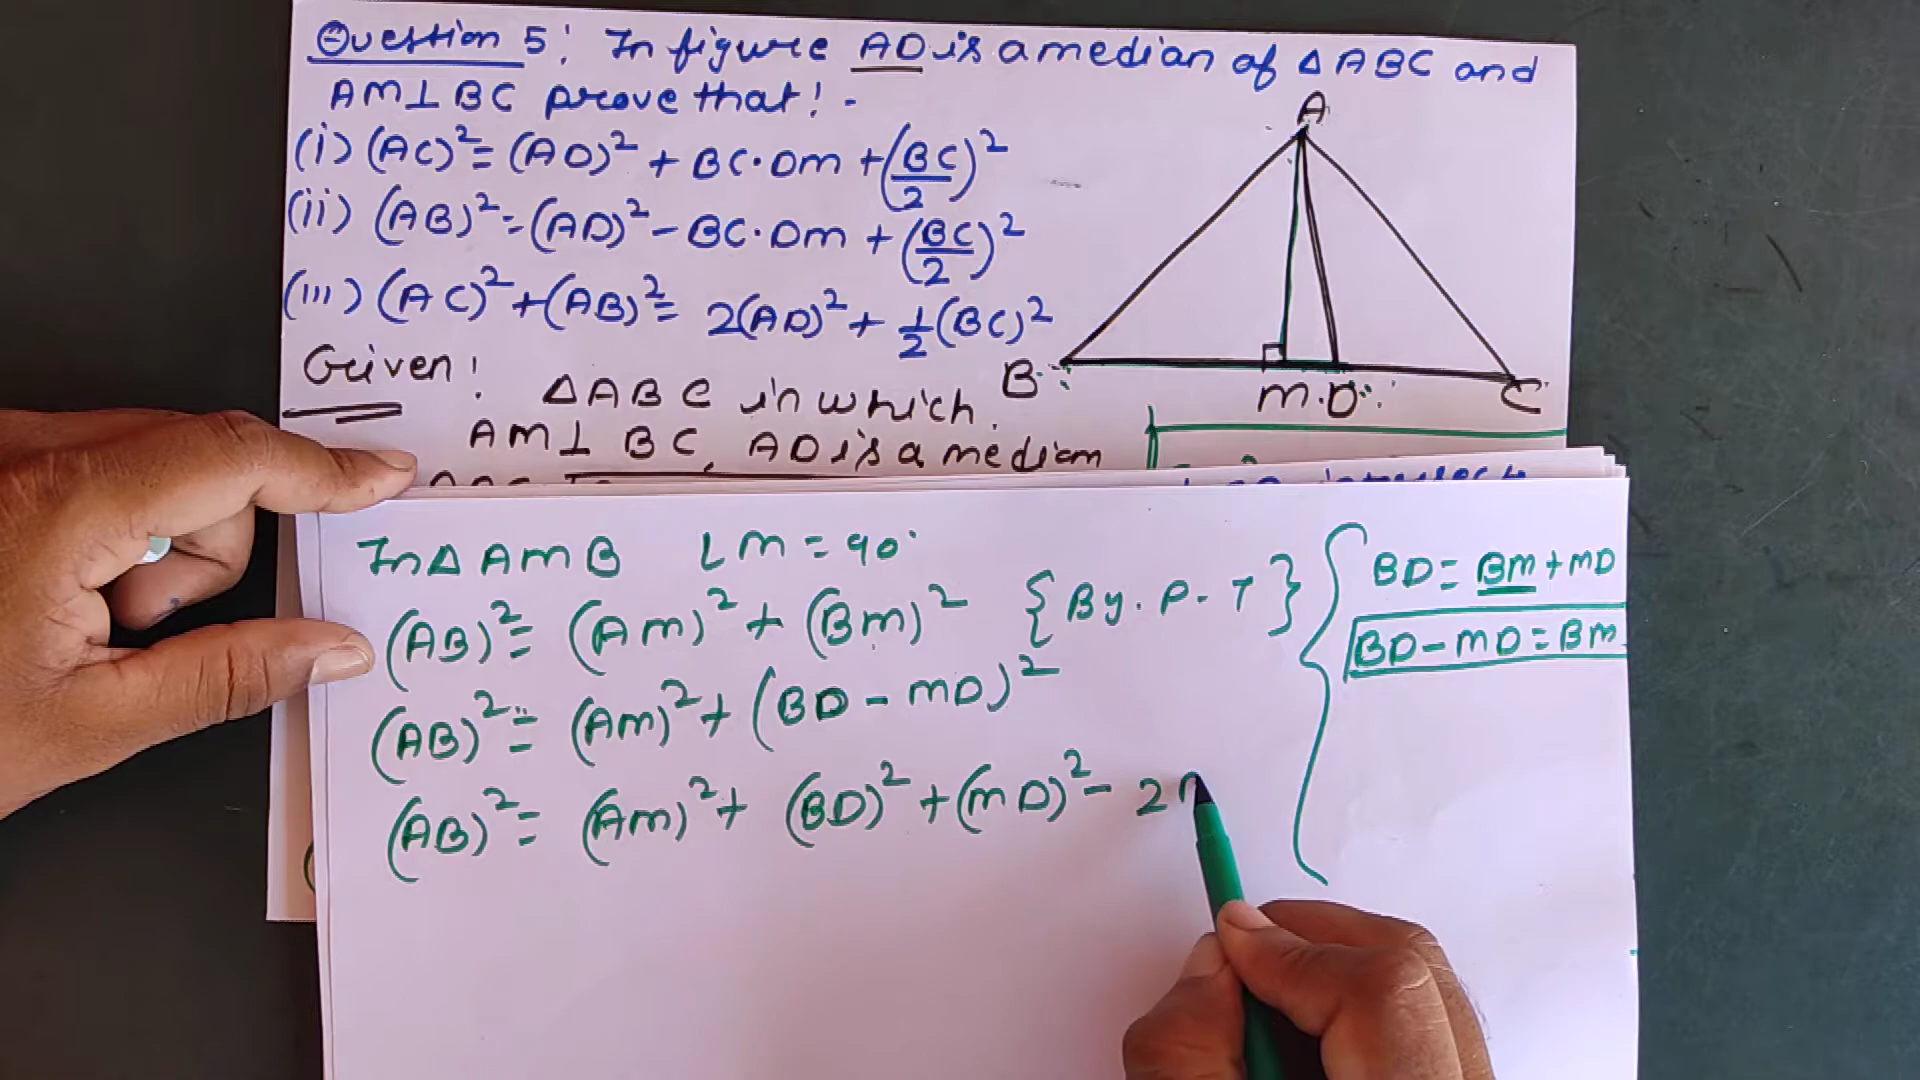 Question 5: In figure AD is a median of △ABC and
AM⊥BC prove that! -
(i) (AC)²= (AD)² + BC·DM + (BC/2)²
(ii) (AB)²= (AD)² - BC·DM + (BC/2)²
(iii) (AC)²+(AB)²= 2(AD)² + 1/2(BC)²
A
B
M
D
C
Given!
△ABC in which
AM⊥ BC, AD is a median
In△AMB ∠M = 90°
(AB)²= (AM)² + (BM)² {By. P. T}
(AB)²= (AM)²+ (BD - MD)²
(AB)²= (AM)²+ (BD)² + (MD)² - 2
BD= BM+MD
BD-MD=BM